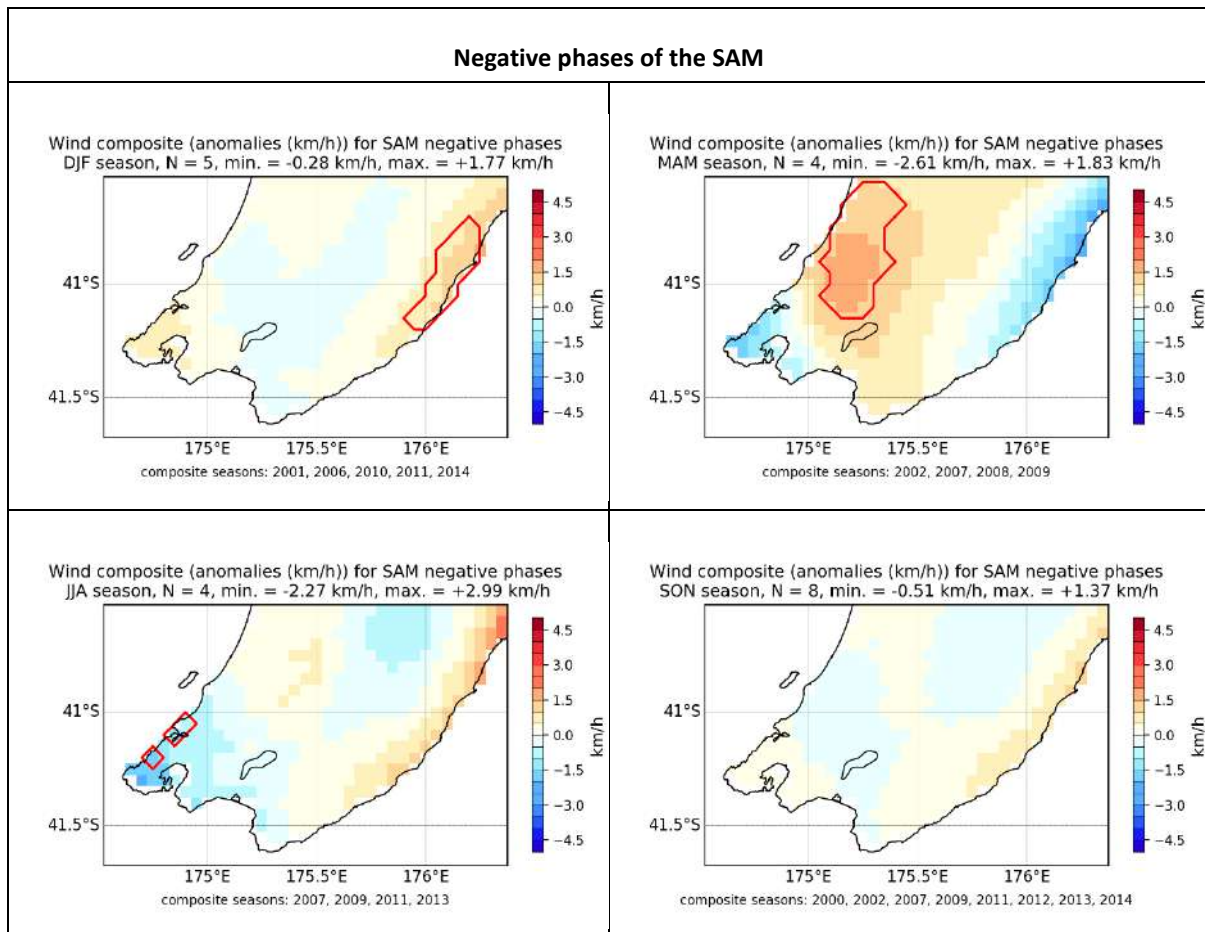 Negative phases of the SAM
Wind composite (anomalies (km/h)) for SAM negative phases
DJF season, N = 5, min. = -0.28 km/h, max. = +1.77 km/h
4.5
3.0
1.5
0.0
−1.5
−3.0
−4.5
km/h
41°S
41.5°S
175°E
175.5°E
176°E
composite seasons: 2001, 2006, 2010, 2011, 2014
Wind composite (anomalies (km/h)) for SAM negative phases
MAM season, N = 4, min. = -2.61 km/h, max. = +1.83 km/h
4.5
3.0
1.5
0.0
−1.5
−3.0
−4.5
km/h
41°S
41.5°S
175°E
175.5°E
176°E
composite seasons: 2002, 2007, 2008, 2009
Wind composite (anomalies (km/h)) for SAM negative phases
JJA season, N = 4, min. = -2.27 km/h, max. = +2.99 km/h
4.5
3.0
1.5
0.0
−1.5
−3.0
−4.5
km/h
41°S
41.5°S
175°E
175.5°E
176°E
composite seasons: 2007, 2009, 2011, 2013
Wind composite (anomalies (km/h)) for SAM negative phases
SON season, N = 8, min. = -0.51 km/h, max. = +1.37 km/h
4.5
3.0
1.5
0.0
−1.5
−3.0
−4.5
km/h
41°S
41.5°S
175°E
175.5°E
176°E
composite seasons: 2000, 2002, 2007, 2009, 2011, 2012, 2013, 2014